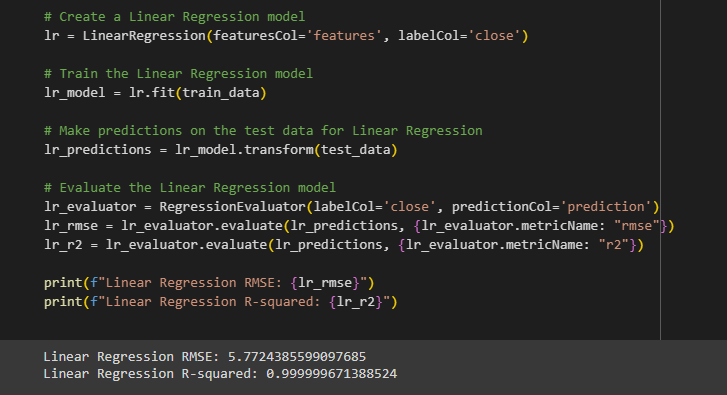 # Create a Linear Regression model
lr = LinearRegression(featuresCol='features', labelCol='close')
# Train the Linear Regression model
lr_model = lr.fit(train_data)
# Make predictions on the test data for Linear Regression
lr_predictions = lr_model.transform(test_data)
# Evaluate the Linear Regression model
lr_evaluator = RegressionEvaluator(labelCol='close', predictionCol='prediction')
lr_rmse = lr_evaluator.evaluate(lr_predictions, {lr_evaluator.metricName: "rmse"})
lr_r2 = lr_evaluator.evaluate(lr_predictions, {lr_evaluator.metricName: "r2"})
print(f"Linear Regression RMSE: {lr_rmse}")
print(f"Linear Regression R-squared: {lr_r2}")
Linear Regression RMSE: 5.7724385599097685
Linear Regression R-squared: 0.999999671388524